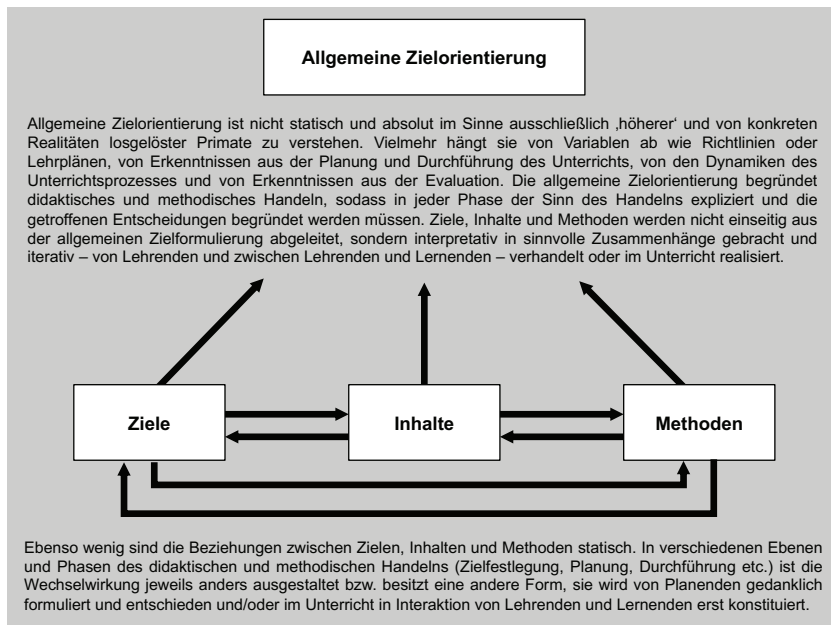 Allgemeine Zielorientierung
Allgemeine Zielorientierung ist nicht statisch und absolut im Sinne ausschließlich ‚höherer‘ und von konkreten
Realitäten losgelöster Primate zu verstehen. Vielmehr hängt sie von Variablen ab wie Richtlinien oder
Lehrplänen, von Erkenntnissen aus der Planung und Durchführung des Unterrichts, von den Dynamiken des
Unterrichtsprozesses und von Erkenntnissen aus der Evaluation. Die allgemeine Zielorientierung begründet
didaktisches und methodisches Handeln, sodass in jeder Phase der Sinn des Handelns expliziert und die
getroffenen Entscheidungen begründet werden müssen. Ziele, Inhalte und Methoden werden nicht einseitig aus
der allgemeinen Zielformulierung abgeleitet, sondern interpretativ in sinnvolle Zusammenhänge gebracht und
iterativ – von Lehrenden und zwischen Lehrenden und Lernenden – verhandelt oder im Unterricht realisiert.
Ziele
Inhalte
Methoden
Ebenso wenig sind die Beziehungen zwischen Zielen, Inhalten und Methoden statisch. In verschiedenen Ebenen
und Phasen des didaktischen und methodischen Handelns (Zielfestlegung, Planung, Durchführung etc.) ist die
Wechselwirkung jeweils anders ausgestaltet bzw. besitzt eine andere Form, sie wird von Planenden gedanklich
formuliert und entschieden und/oder im Unterricht in Interaktion von Lehrenden und Lernenden erst konstituiert.